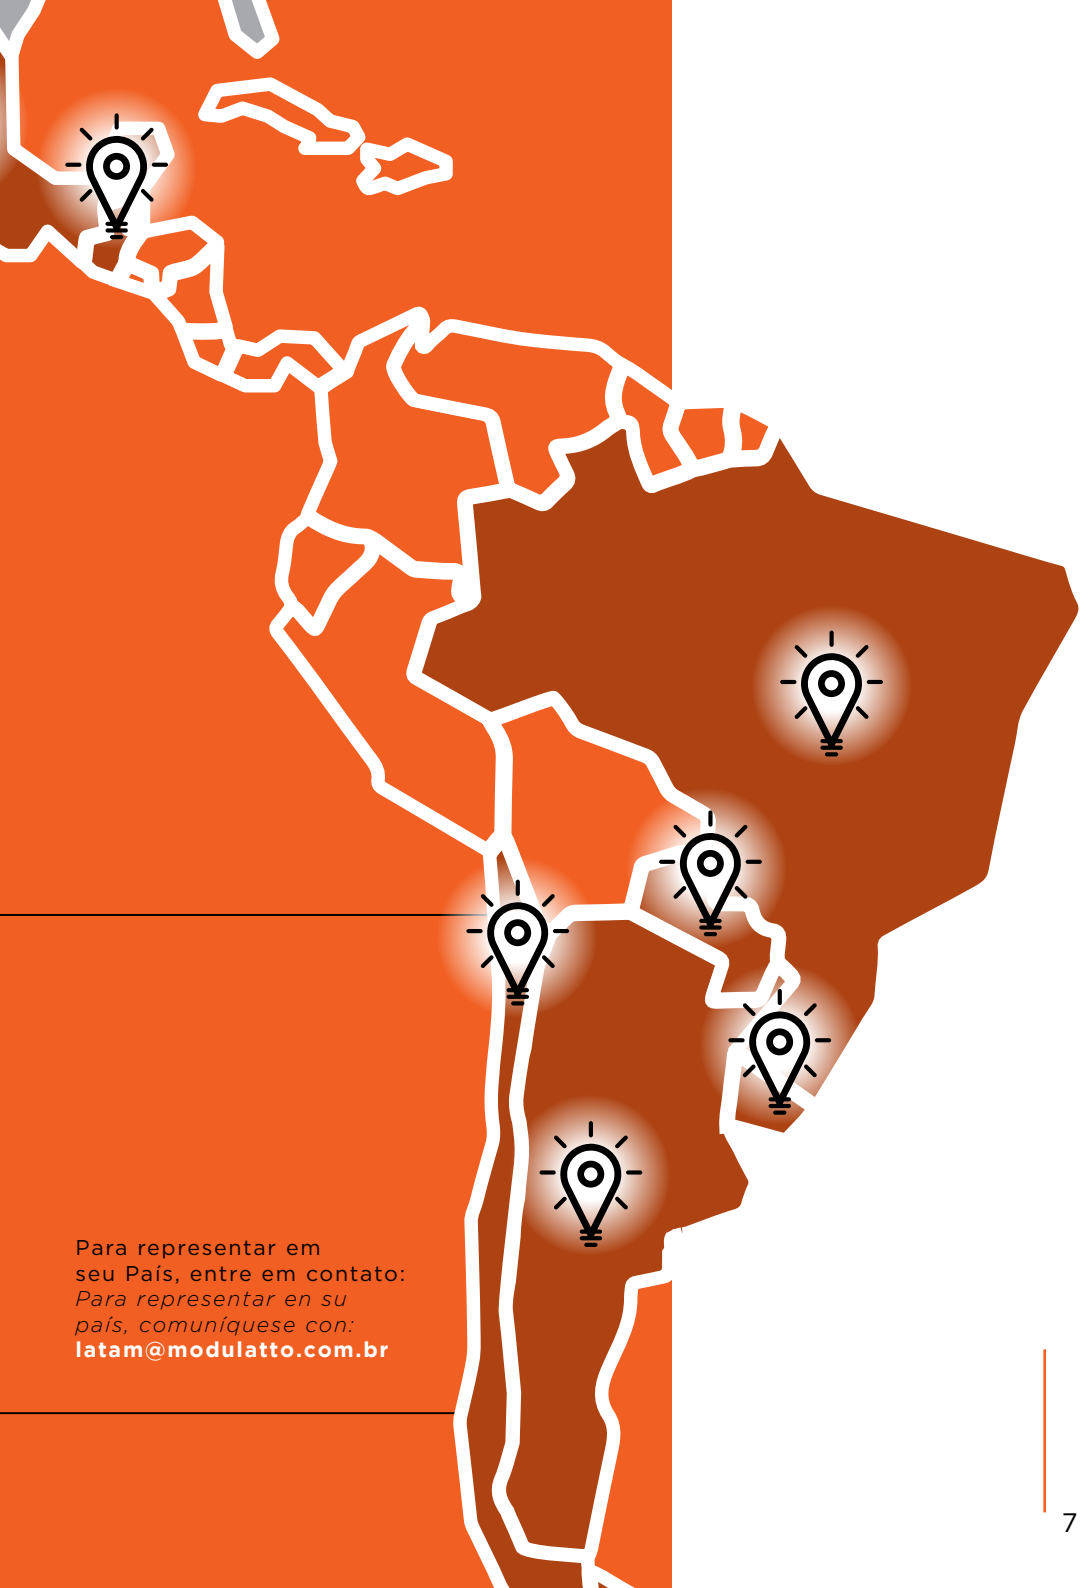 Para representar em
seu País, entre em contato:
Para representar en su
país, comuníquese con:
latam@modulatto.com.br
7